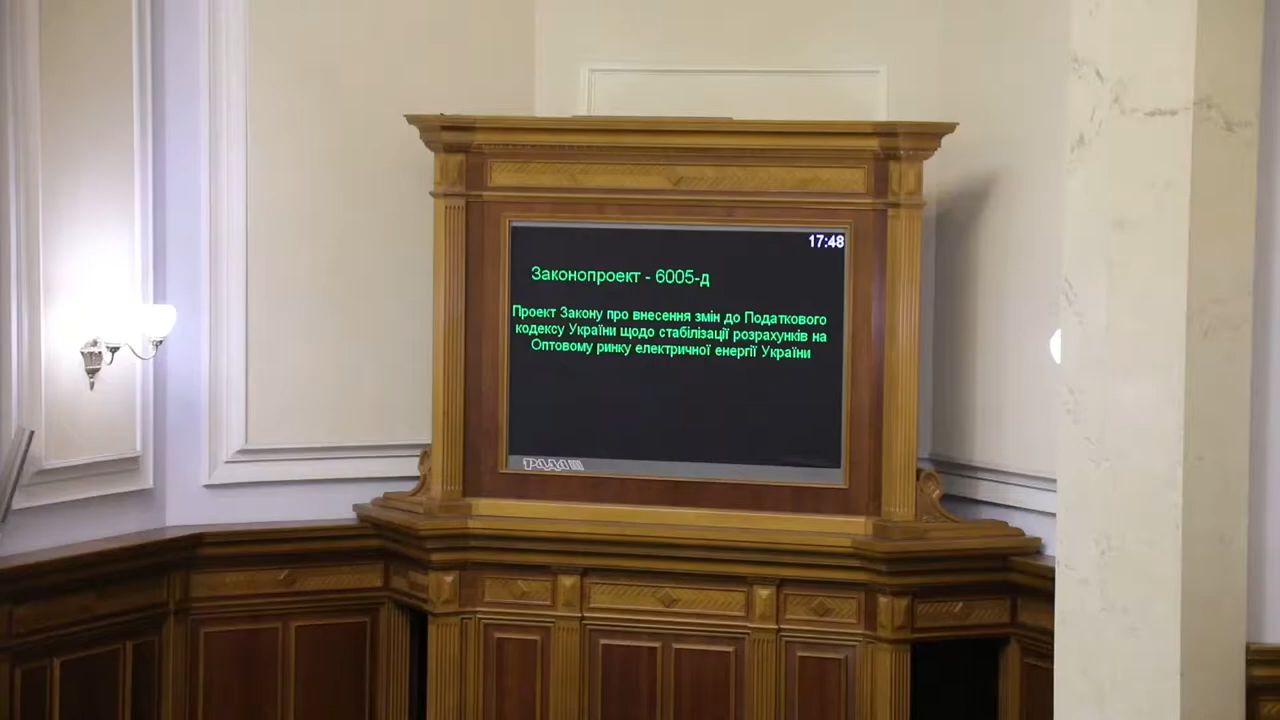 17:48
Законопроект - 6005-д
Проект Закону про внесення змін до Податкового
кодексу України щодо стабілізації розрахунків на
Оптовому ринку електричної енергії України
РАДА